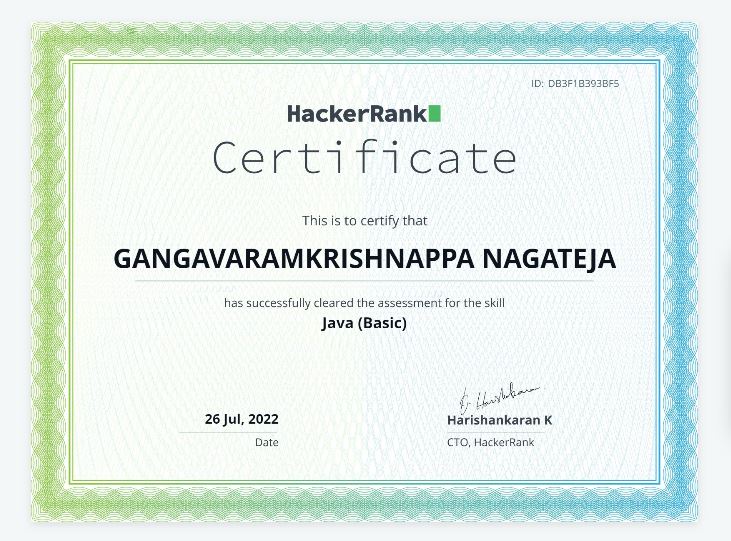 ID: DB3F1B393BF5
HackerRank
Certificate
This is to certify that
GANGAVARAMKRISHNAPPA NAGATEJA
has successfully cleared the assessment for the skill
Java (Basic)
26 Jul, 2022
Date
Harishankaran K
CTO, HackerRank